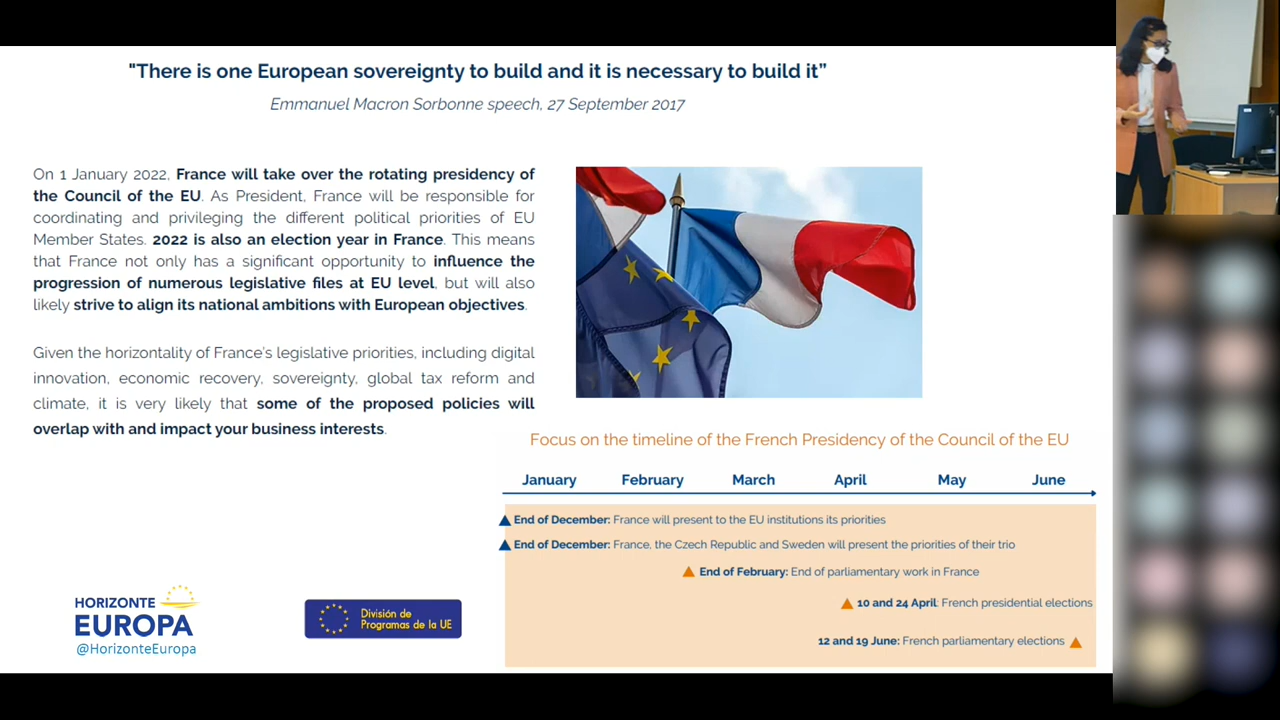 "There is one European sovereignty to build and it is necessary to build it”
Emmanuel Macron Sorbonne speech, 27 September 2017
On 1 January 2022, France will take over the rotating presidency of
the Council of the EU. As President, France will be responsible for
coordinating and privileging the different political priorities of EU
Member States. 2022 is also an election year in France. This means
that France not only has a significant opportunity to influence the
progression of numerous legislative files at EU level, but will also
likely strive to align its national ambitions with European objectives.
Given the horizontality of France's legislative priorities, including digital
innovation, economic recovery, sovereignty, global tax reform and
climate, it is very likely that some of the proposed policies will
overlap with and impact your business interests.
Focus on the timeline of the French Presidency of the Council of the EU
January February March April May June
End of December: France will present to the EU institutions its priorities
End of December: France, the Czech Republic and Sweden will present the priorities of their trio
End of February: End of parliamentary work in France
10 and 24 April: French presidential elections
12 and 19 June: French parliamentary elections
HORIZONTE
EUROPA
@HorizonteEuropa
División de
Programas de la UE